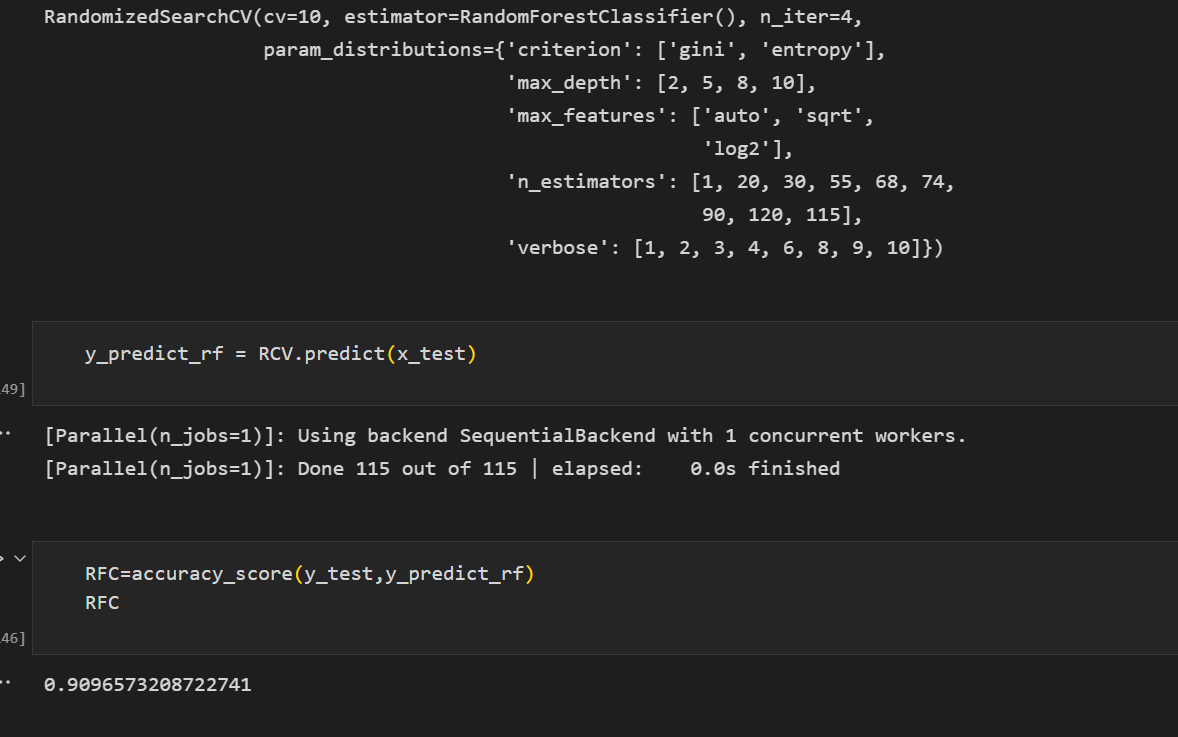 RandomizedSearchCV(cv=10, estimator=RandomForestClassifier(), n_iter=4,
param_distributions={'criterion': ['gini', 'entropy'],
'max_depth': [2, 5, 8, 10],
'max_features': ['auto', 'sqrt',
'log2'],
'n_estimators': [1, 20, 30, 55, 68, 74,
90, 120, 115],
'verbose': [1, 2, 3, 4, 6, 8, 9, 10]})
y_predict_rf = RCV.predict(x_test)
49]
[Parallel(n_jobs=1)]: Using backend SequentialBackend with 1 concurrent workers.
[Parallel(n_jobs=1)]: Done 115 out of 115 | elapsed:    0.0s finished
RFC=accuracy_score(y_test,y_predict_rf)
RFC
46]
0.9096573208722741